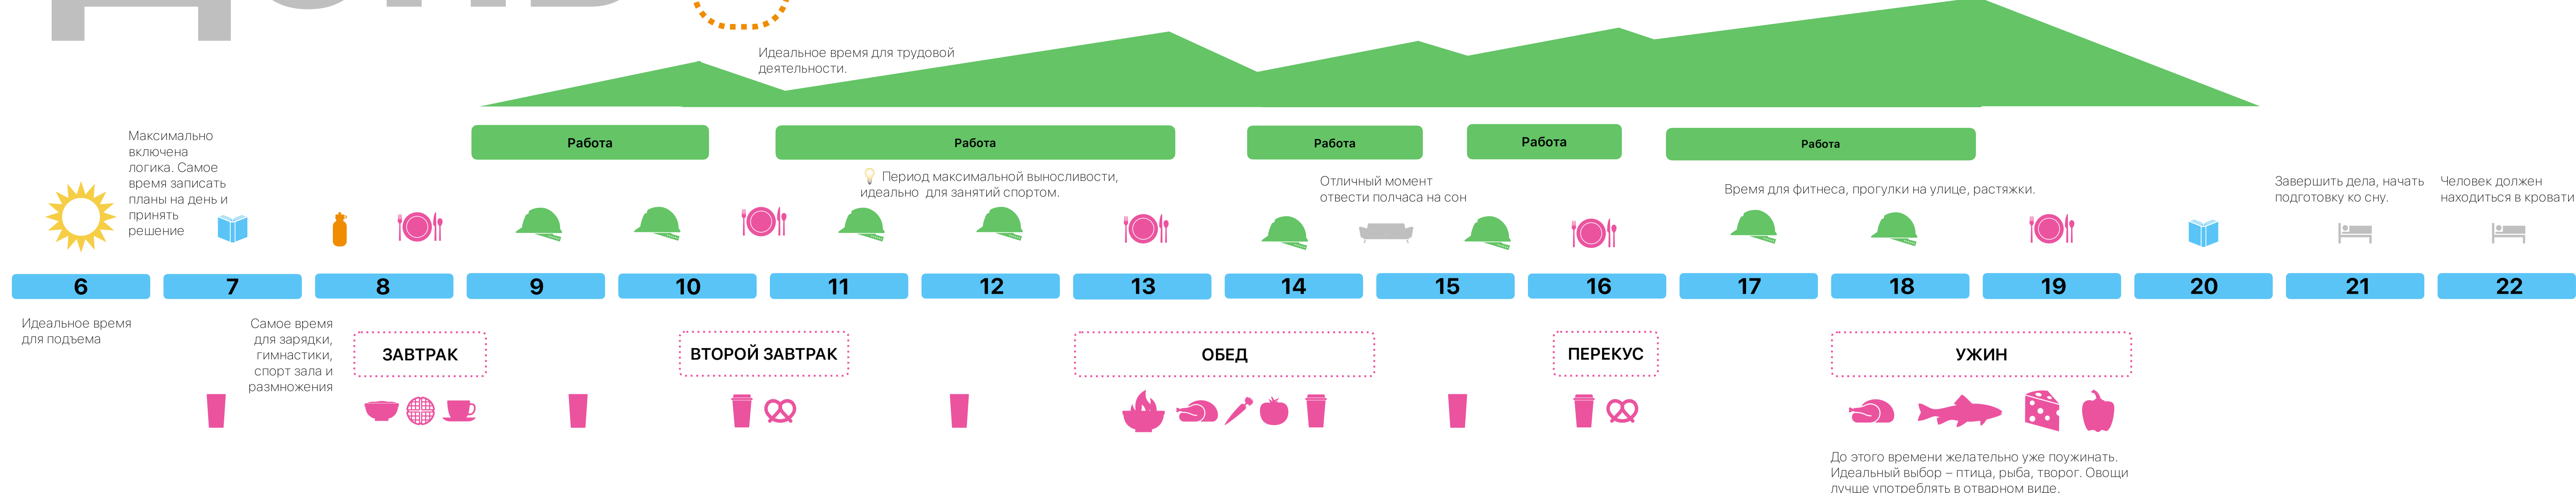 Идеальное время для трудовой
деятельности.
Максимально
включена
логика. Самое
время записать
планы на день и
принять
решение
Работа
Работа
Работа
Работа
Работа
Период максимальной выносливости,
идеально для занятий спортом.
Отличный момент
отвести полчаса на сон
Время для фитнеса, прогулки на улице, растяжки.
Завершить дела, начать
подготовку ко сну.
Человек должен
находиться в кровати
6
7
8
9
10
11
12
13
14
15
16
17
18
19
20
21
22
Идеальное время
для подъема
Самое время
для зарядки,
гимнастики,
спорт зала и
размножения
ЗАВТРАК
ВТОРОЙ ЗАВТРАК
ОБЕД
ПЕРЕКУС
УЖИН
До этого времени желательно уже поужинать.
Идеальный выбор – птица, рыба, творог. Овощи
лучше употреблять в отварном виде.